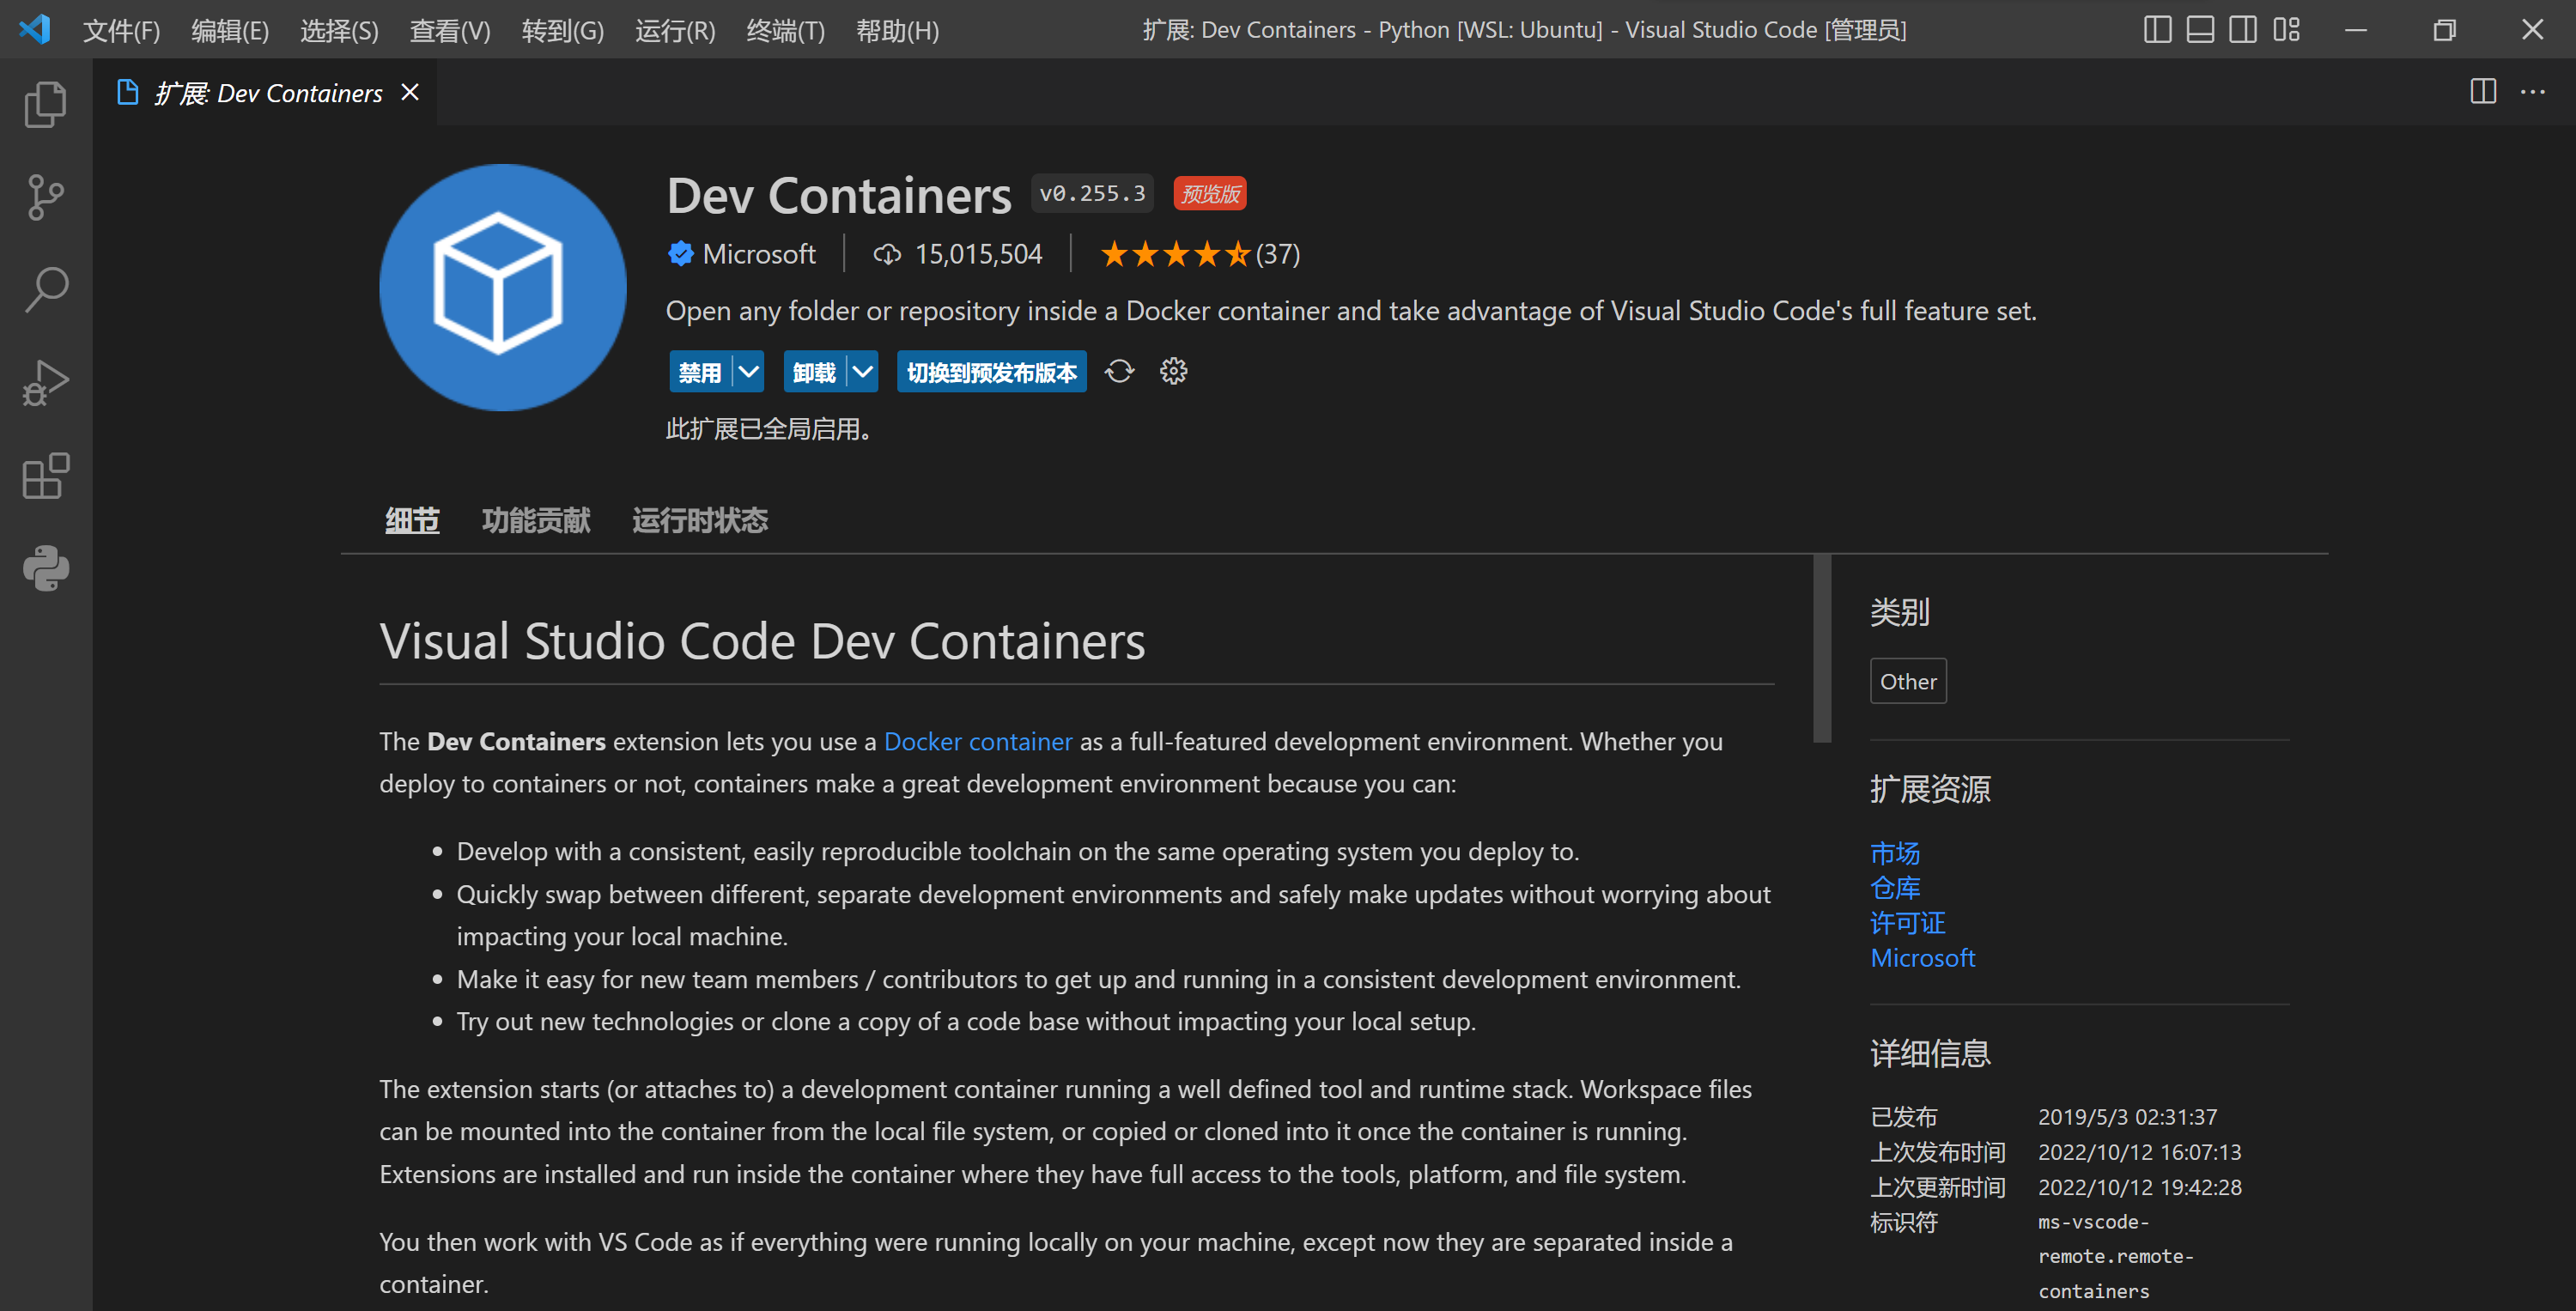 文件(F) 编辑(E) 选择(S) 查看(V) 转到(G) 运行(R) 终端(T) 帮助(H) 扩展: Dev Containers - Python [WSL: Ubuntu] - Visual Studio Code [管理员]
扩展: Dev Containers
Dev Containers v0.255.3 预览版
Microsoft 15,015,504 (37)
Open any folder or repository inside a Docker container and take advantage of Visual Studio Code's full feature set.
禁用 卸载 切换到预发布版本
此扩展已全局启用。
细节 功能贡献 运行时状态
Visual Studio Code Dev Containers
The Dev Containers extension lets you use a Docker container as a full-featured development environment. Whether you
deploy to containers or not, containers make a great development environment because you can:
Develop with a consistent, easily reproducible toolchain on the same operating system you deploy to.
Quickly swap between different, separate development environments and safely make updates without worrying about
impacting your local machine.
Make it easy for new team members / contributors to get up and running in a consistent development environment.
Try out new technologies or clone a copy of a code base without impacting your local setup.
The extension starts (or attaches to) a development container running a well defined tool and runtime stack. Workspace files
can be mounted into the container from the local file system, or copied or cloned into it once the container is running.
Extensions are installed and run inside the container where they have full access to the tools, platform, and file system.
You then work with VS Code as if everything were running locally on your machine, except now they are separated inside a
container.
类别
Other
扩展资源
市场
仓库
许可证
Microsoft
详细信息
已发布 2019/5/3 02:31:37
上次发布时间 2022/10/12 16:07:13
上次更新时间 2022/10/12 19:42:28
标识符 ms-vscode-
remote.remote-
containers